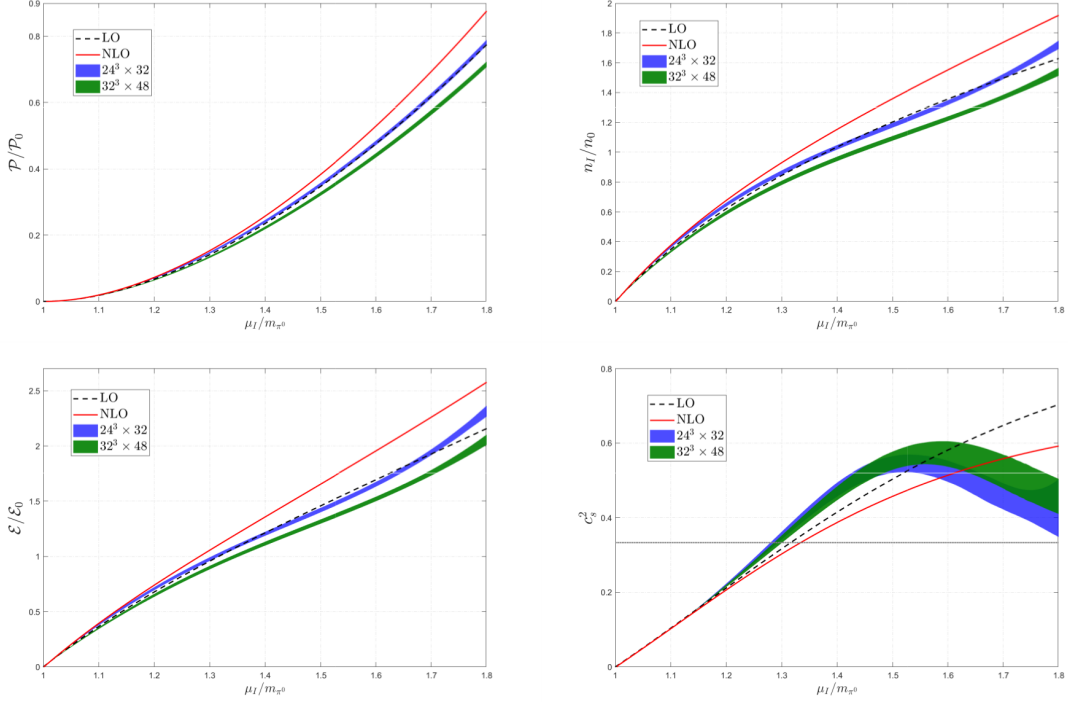 0.9
0.8
0.6
0.4
0.2
0
1
1.1
1.2
1.3
1.4
1.5
1.6
1.7
1.8
P/P₀
μ_I/m_π⁰
LO
NLO
24³ × 32
32³ × 48
2
1.8
1.6
1.4
1.2
1
0.8
0.6
0.4
0.2
0
1
1.1
1.2
1.3
1.4
1.5
1.6
1.7
1.8
n_I/n₀
μ_I/m_π⁰
LO
NLO
24³ × 32
32³ × 48
2.5
2
1.5
1
0.5
0
1
1.1
1.2
1.3
1.4
1.5
1.6
1.7
1.8
ℰ/ℰ₀
μ_I/m_π⁰
LO
NLO
24³ × 32
32³ × 48
0.8
0.6
0.4
0.2
0
1
1.1
1.2
1.3
1.4
1.5
1.6
1.7
1.8
c_s²
μ_I/m_π⁰
LO
NLO
24³ × 32
32³ × 48